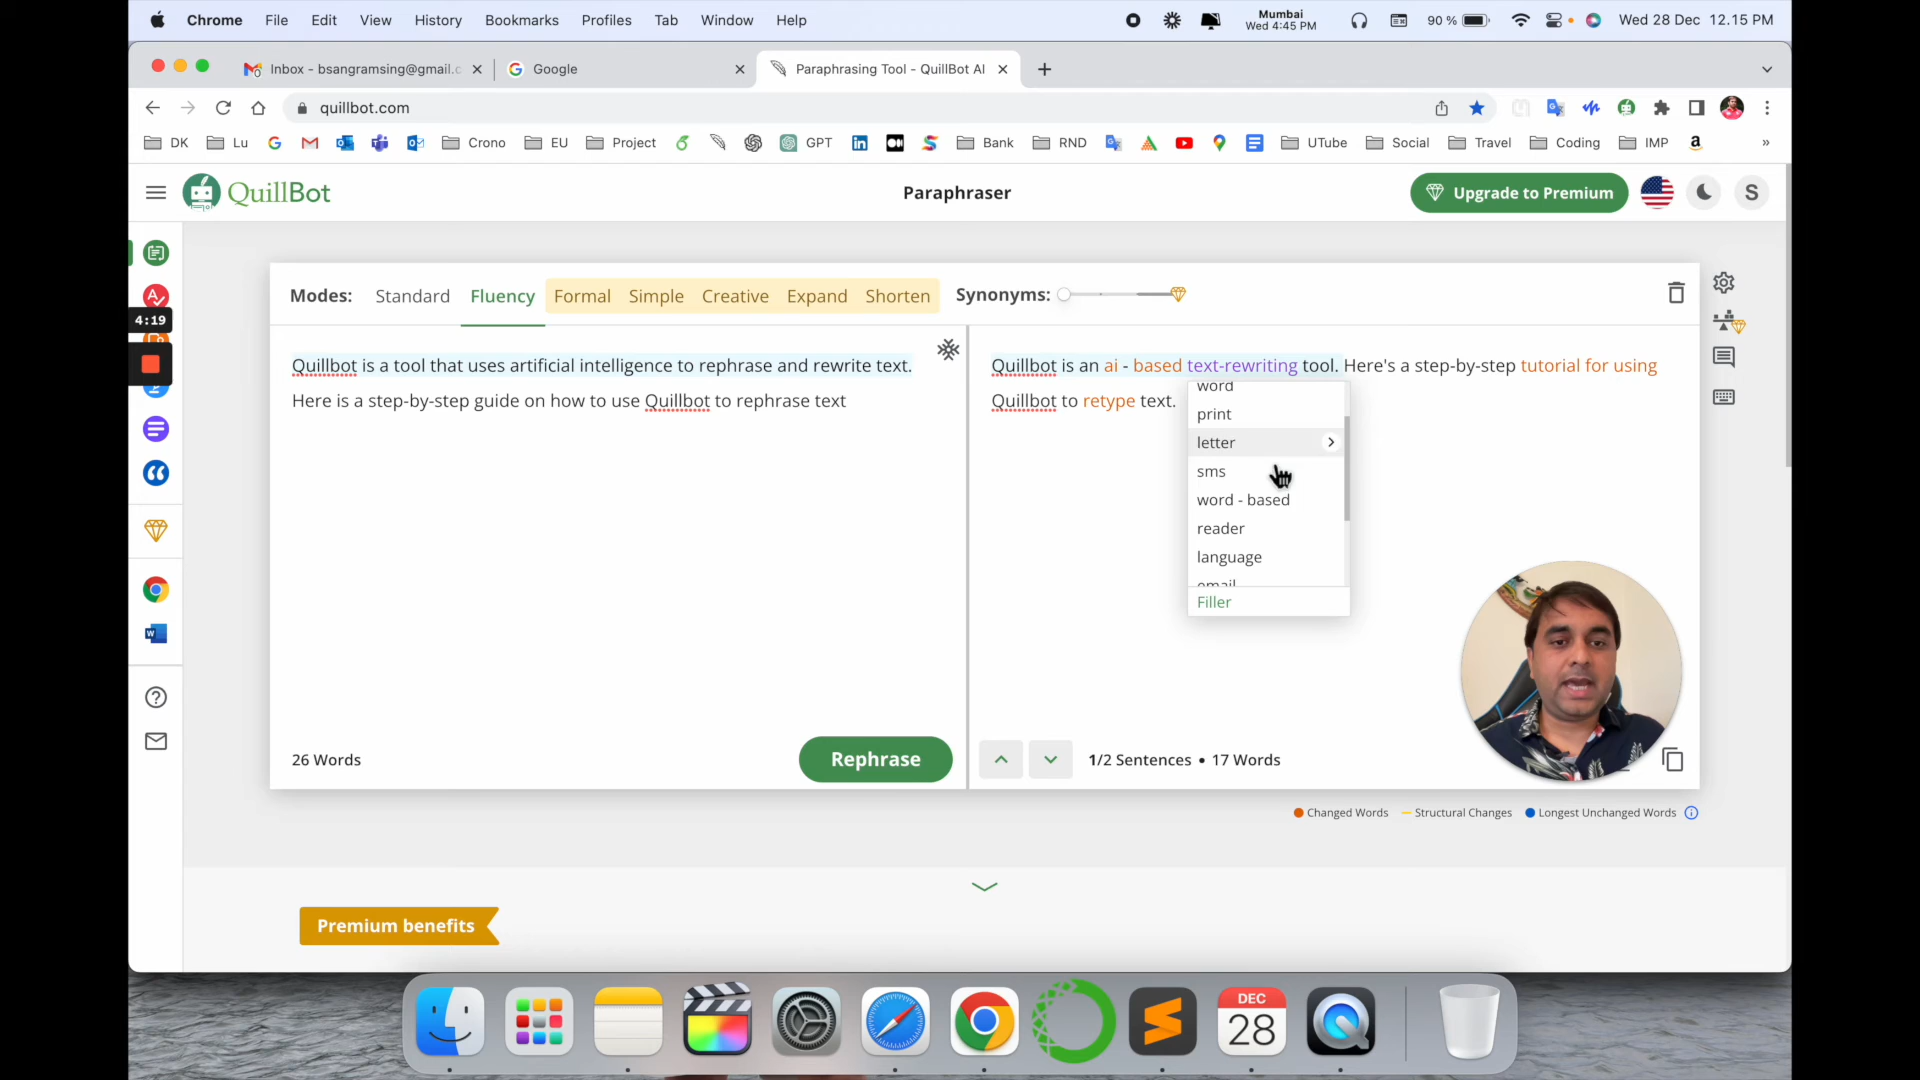 Chrome File Edit View History Bookmarks Profiles Tab Window Help Mumbai Wed 4:45 PM 90 % Wed 28 Dec 12.15 PM
Inbox - bsangramsing@gmail.c Google Paraphrasing Tool - QuillBot AI
quillbot.com
DK Lu Crono EU Project GPT Bank RND UTube Social Travel Coding IMP »
QuillBot Paraphraser Upgrade to Premium S
Modes: Standard Fluency Formal Simple Creative Expand Shorten Synonyms:
4:19
Quillbot is a tool that uses artificial intelligence to rephrase and rewrite text.
Here is a step-by-step guide on how to use Quillbot to rephrase text
Quillbot is an ai - based text-rewriting tool. Here's a step-by-step tutorial for using
Quillbot to retype text.
word
print
letter
sms
word - based
reader
language
email
Filler
26 Words Rephrase 1/2 Sentences • 17 Words
Changed Words Structural Changes Longest Unchanged Words
Premium benefits
DEC
28